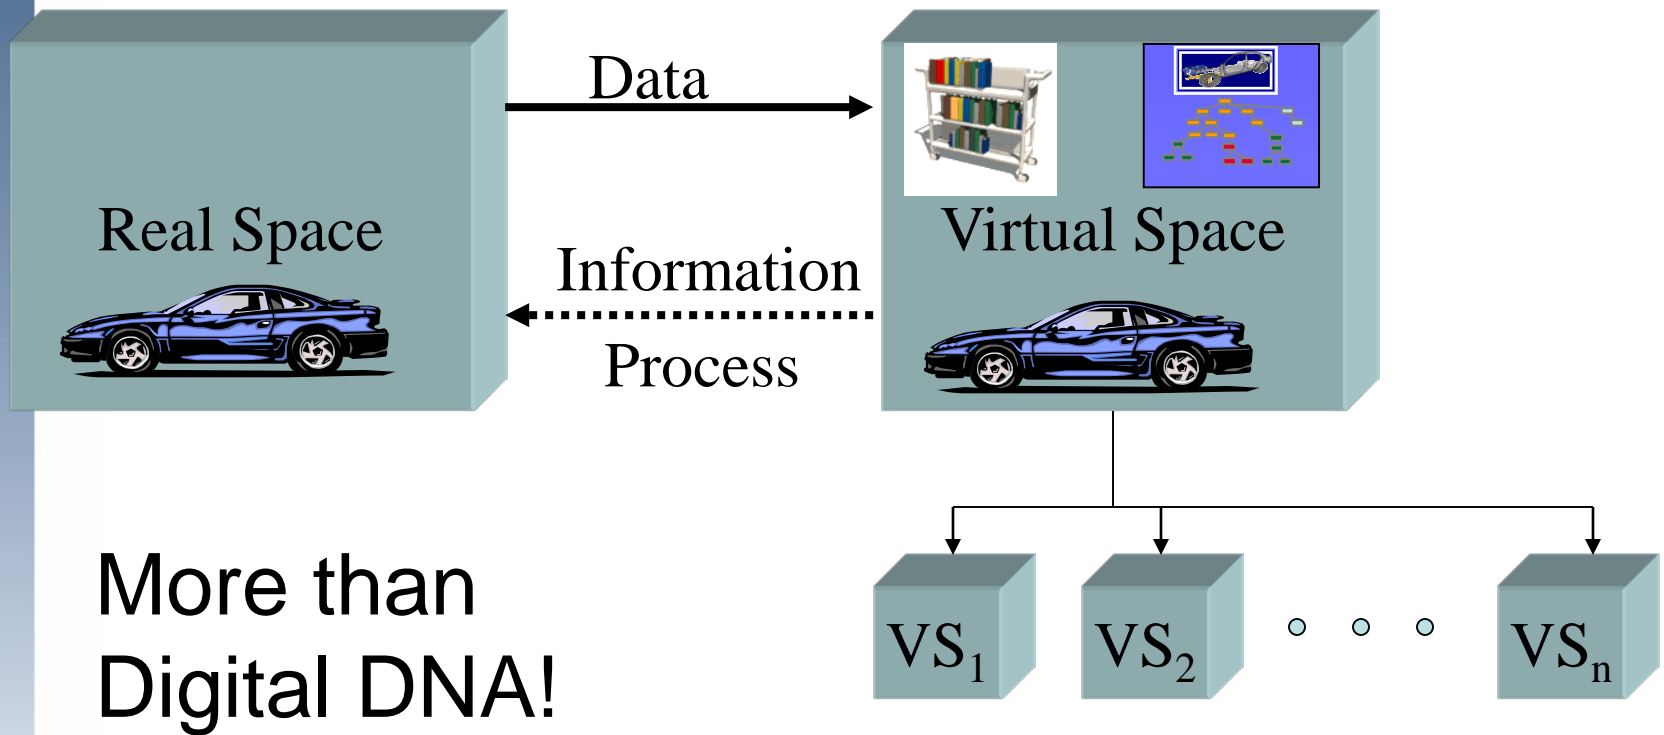 Data
Real Space
Virtual Space
Information
Process
More than
Digital DNA!
VS₁
VS₂
VSₙ